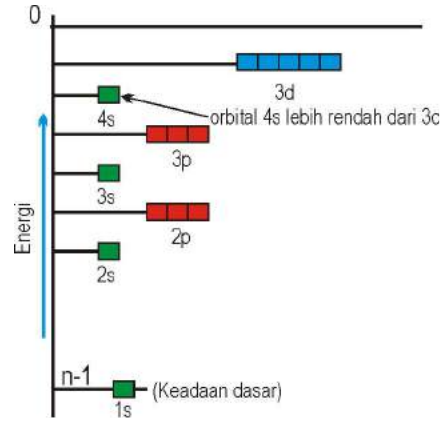 0
3d
4s
orbital 4s lebih rendah dari 3c
3p
3s
2p
Energi
2s
n-1
(Keadaan dasar)
1s